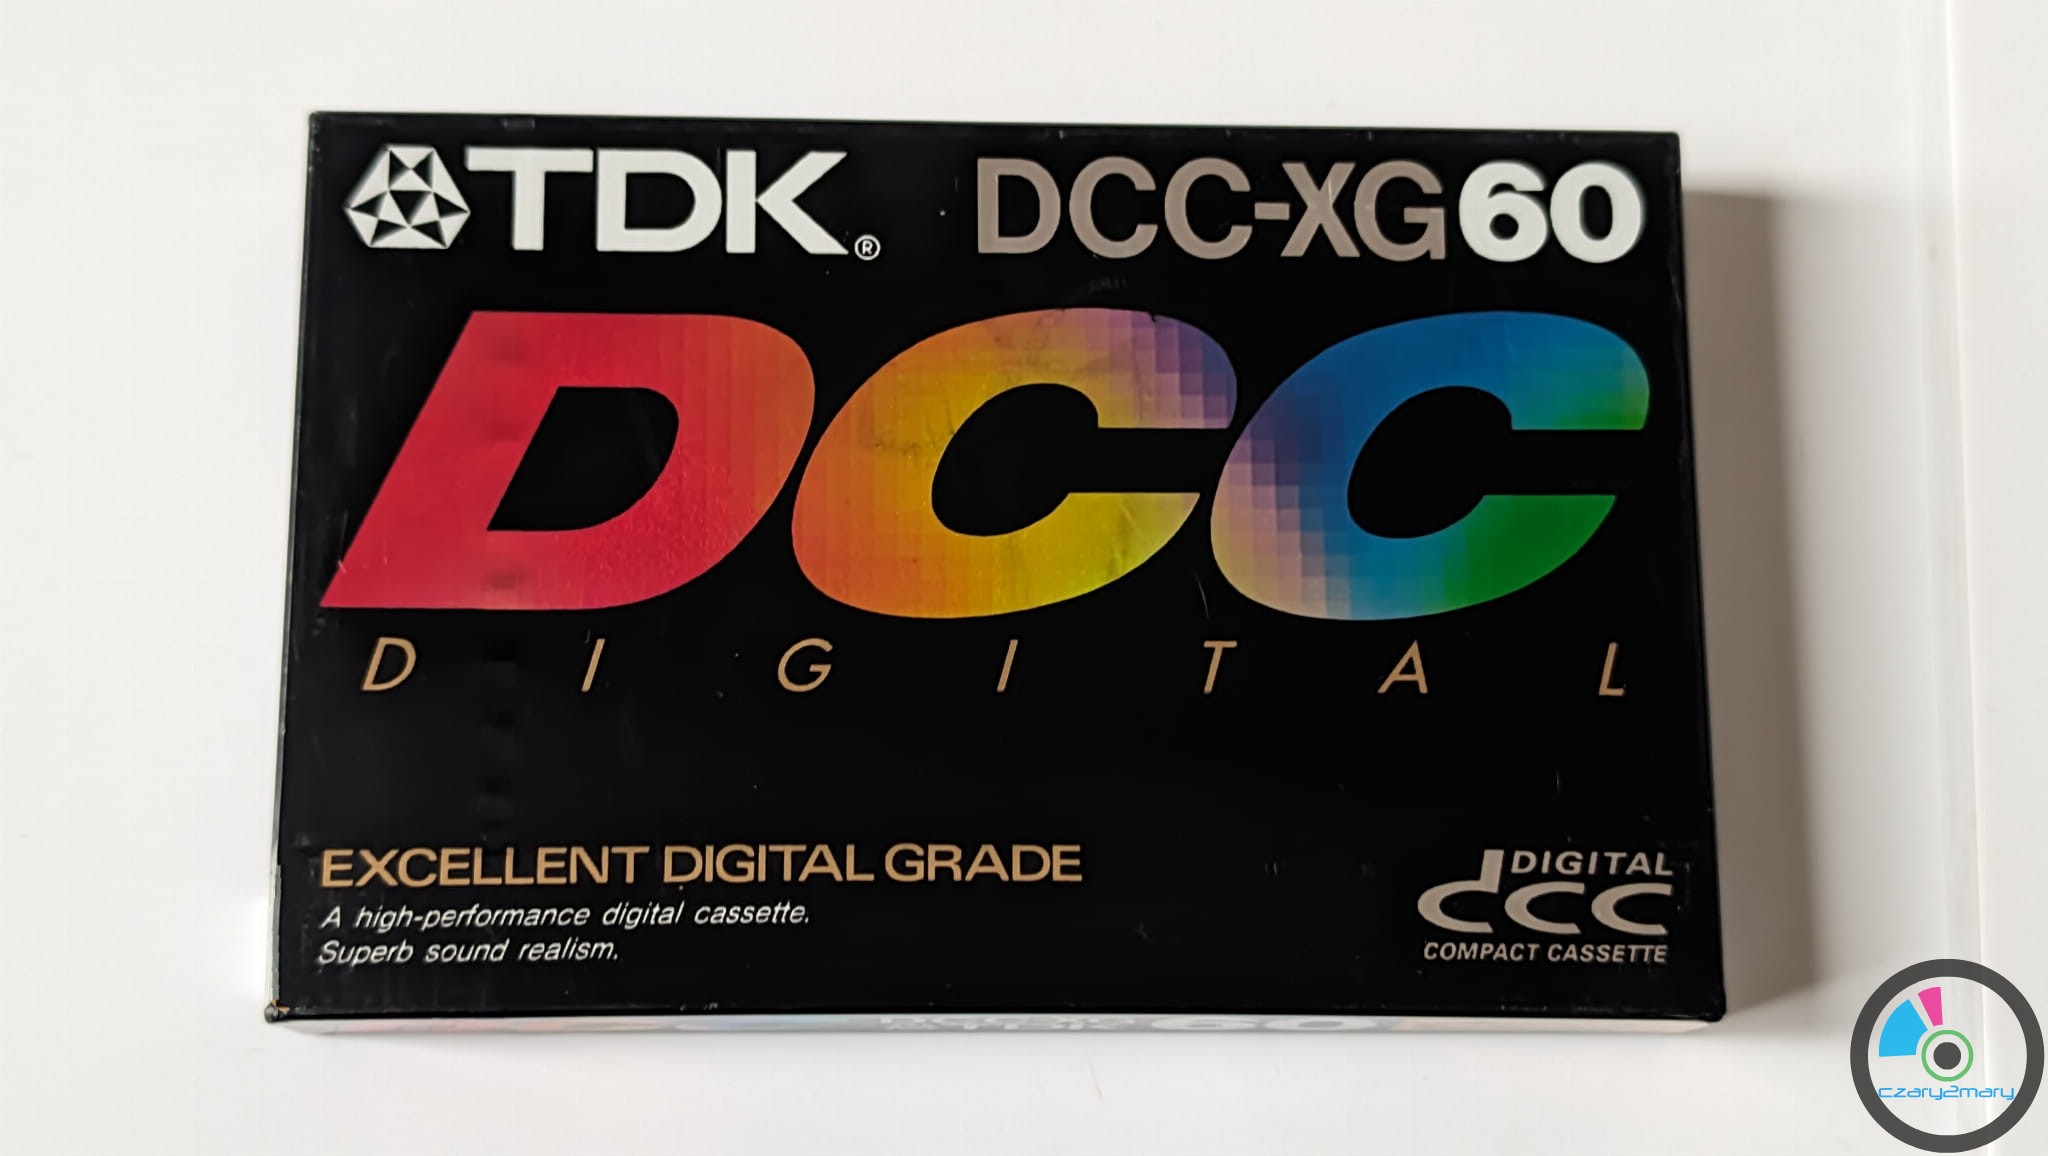 TDK® DCC-XG60
DCC
DIGITAL
EXCELLENT DIGITAL GRADE
A high-performance digital cassette.
Superb sound realism.
DIGITAL
dcc
COMPACT CASSETTE
czary2mary